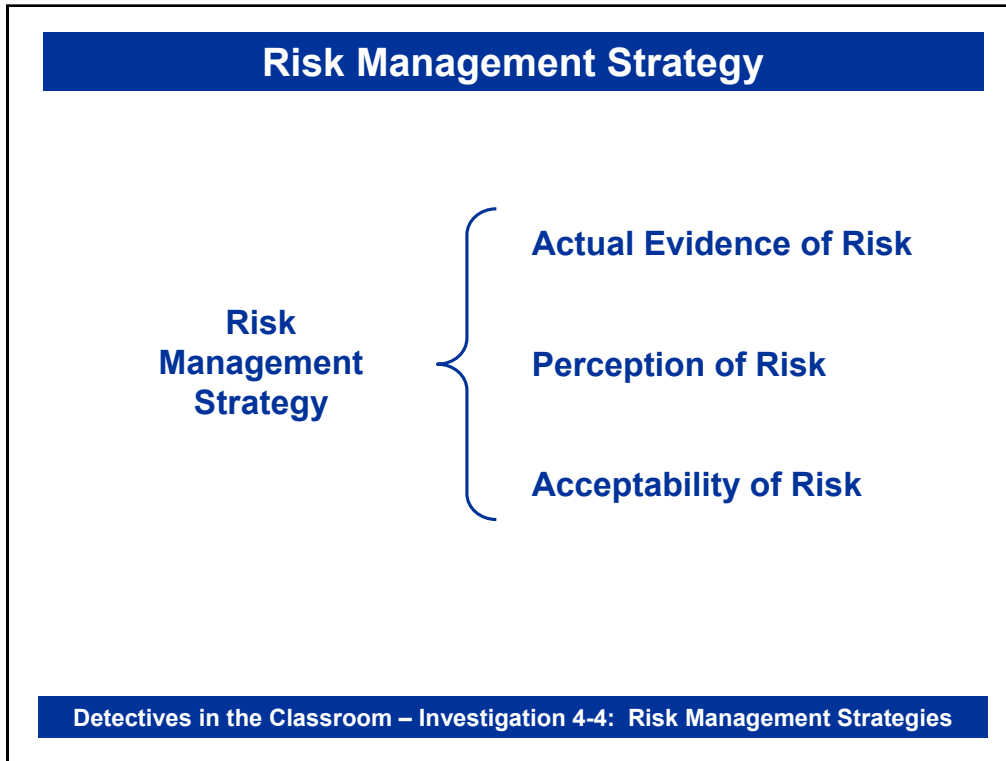 Risk Management Strategy
Risk
Management
Strategy
Actual Evidence of Risk
Perception of Risk
Acceptability of Risk
Detectives in the Classroom – Investigation 4-4: Risk Management Strategies